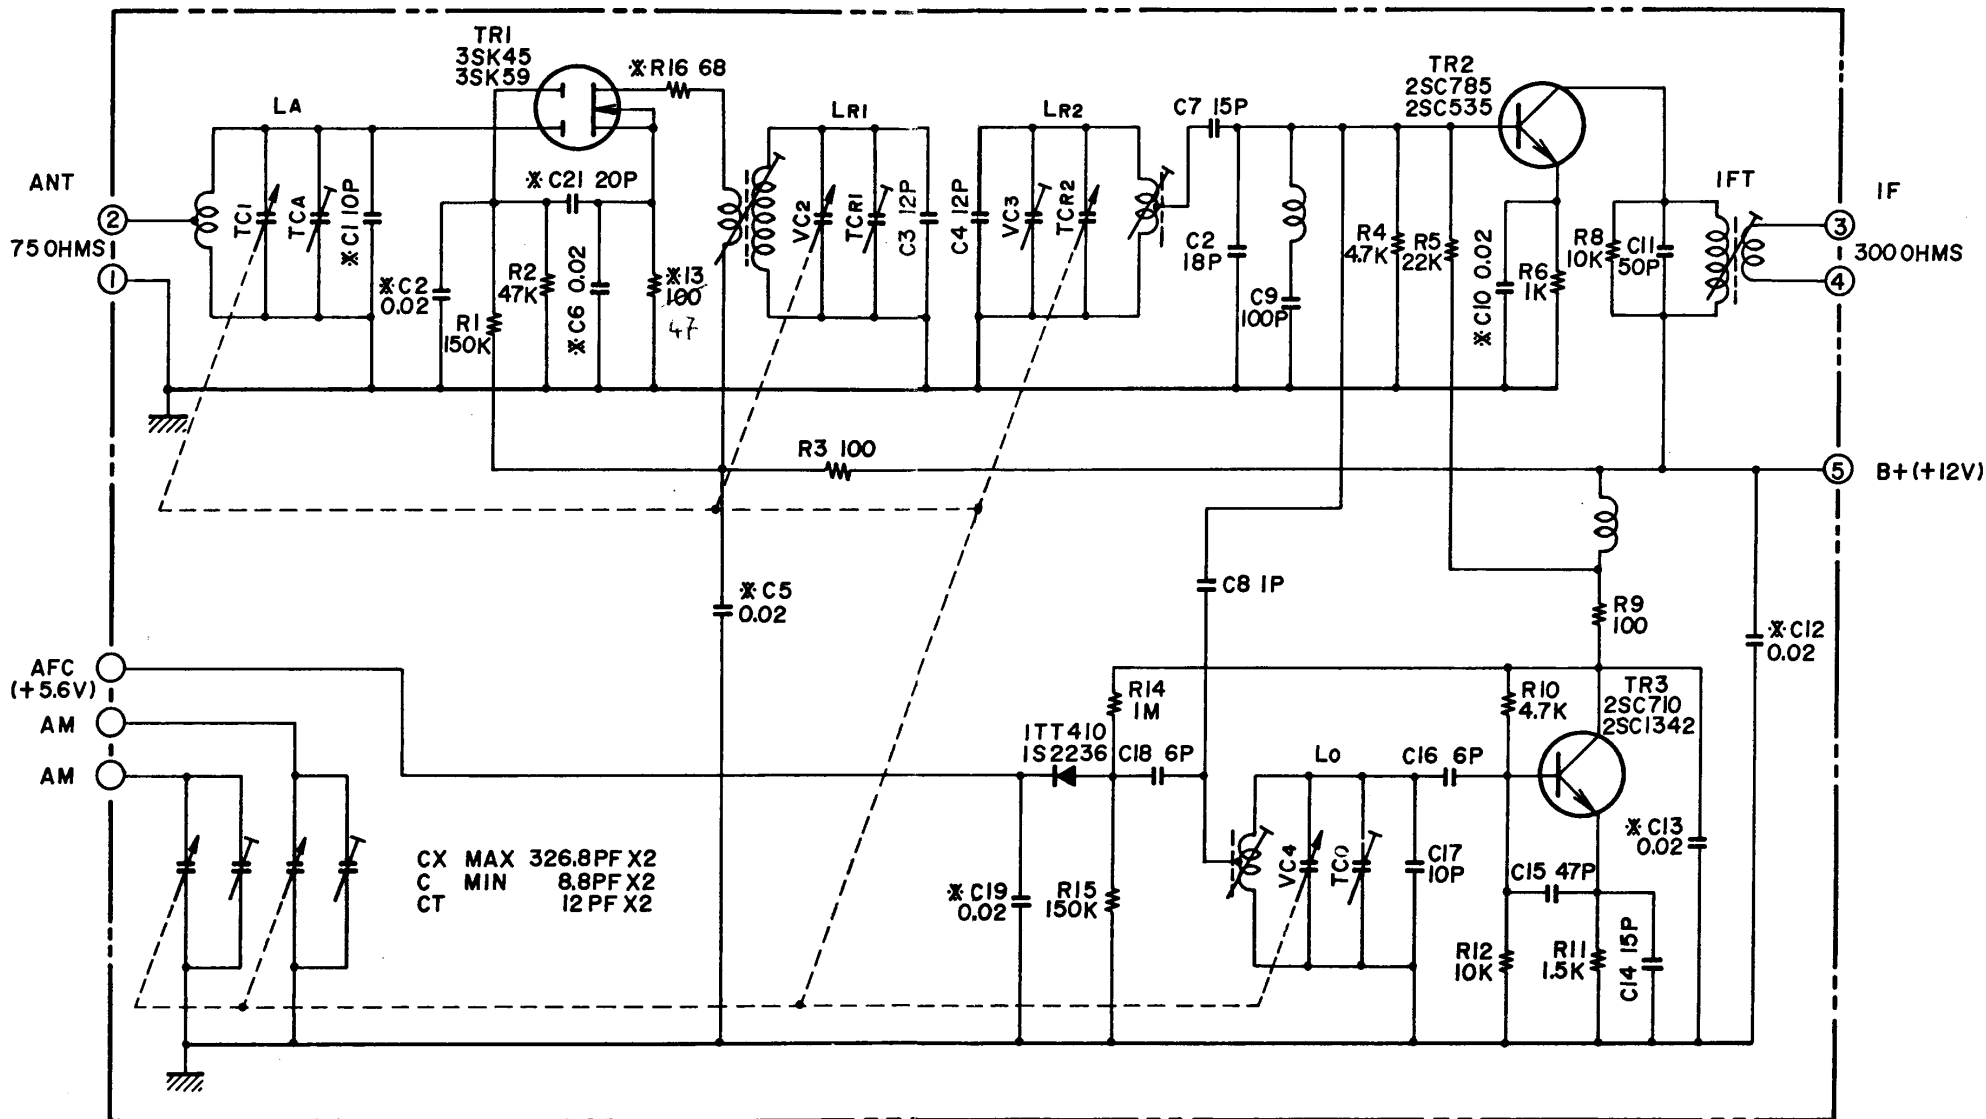 TR1
3SK45
3SK59
※R16 68
LA
LR1
LR2
C7 15P
TR2
2SC785
2SC535
ANT
2
75 OHMS
1
TC1
TCA
※C1 10P
※C21 20P
※C2
0.02
R1
150K
R2
47K
※C6 0.02
※13
100
47
VC2
TCR1
C3 12P
C4 12P
VC3
TCR2
C2
18P
C9
100P
R4
4.7K
R5
22K
※C10 0.02
R6
1K
R8
10K
C11
50P
IFT
IF
3
300 OHMS
4
R3 100
5
B+(+12V)
※C5
0.02
C8 1P
R9
100
※C12
0.02
AFC
(+5.6V)
AM
AM
R14
1M
ITT410
1S2236
C18 6P
LO
C16 6P
R10
4.7K
TR3
2SC710
2SC1342
CX MAX 326.8PF X2
C MIN 8.8PF X2
CT 12PF X2
※C19
0.02
R15
150K
VC4
TCO
C17
10P
C15 47P
※C13
0.02
R12
10K
R11
1.5K
C14 15P